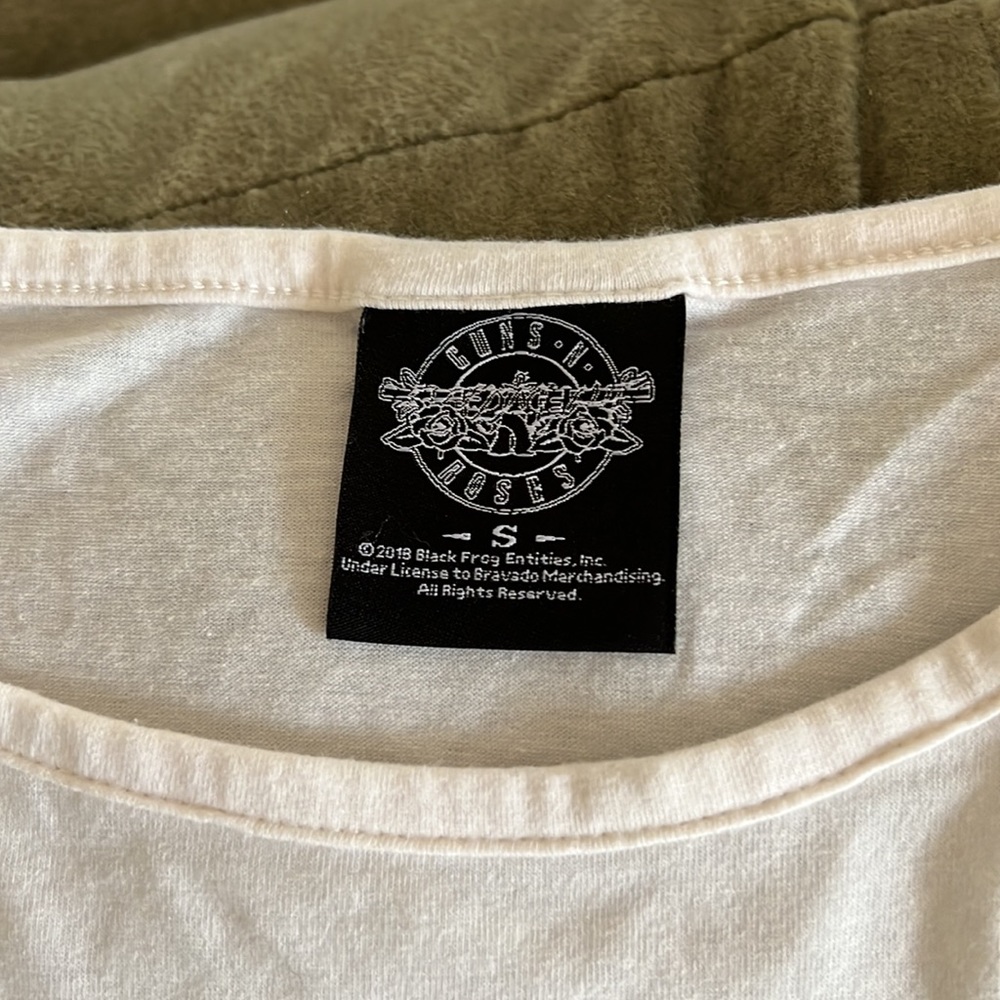 GUNS·N·
ROSES
S
©2018 Black Frog Entities, Inc.
Under License to Bravado Merchandising.
All Rights Reserved.